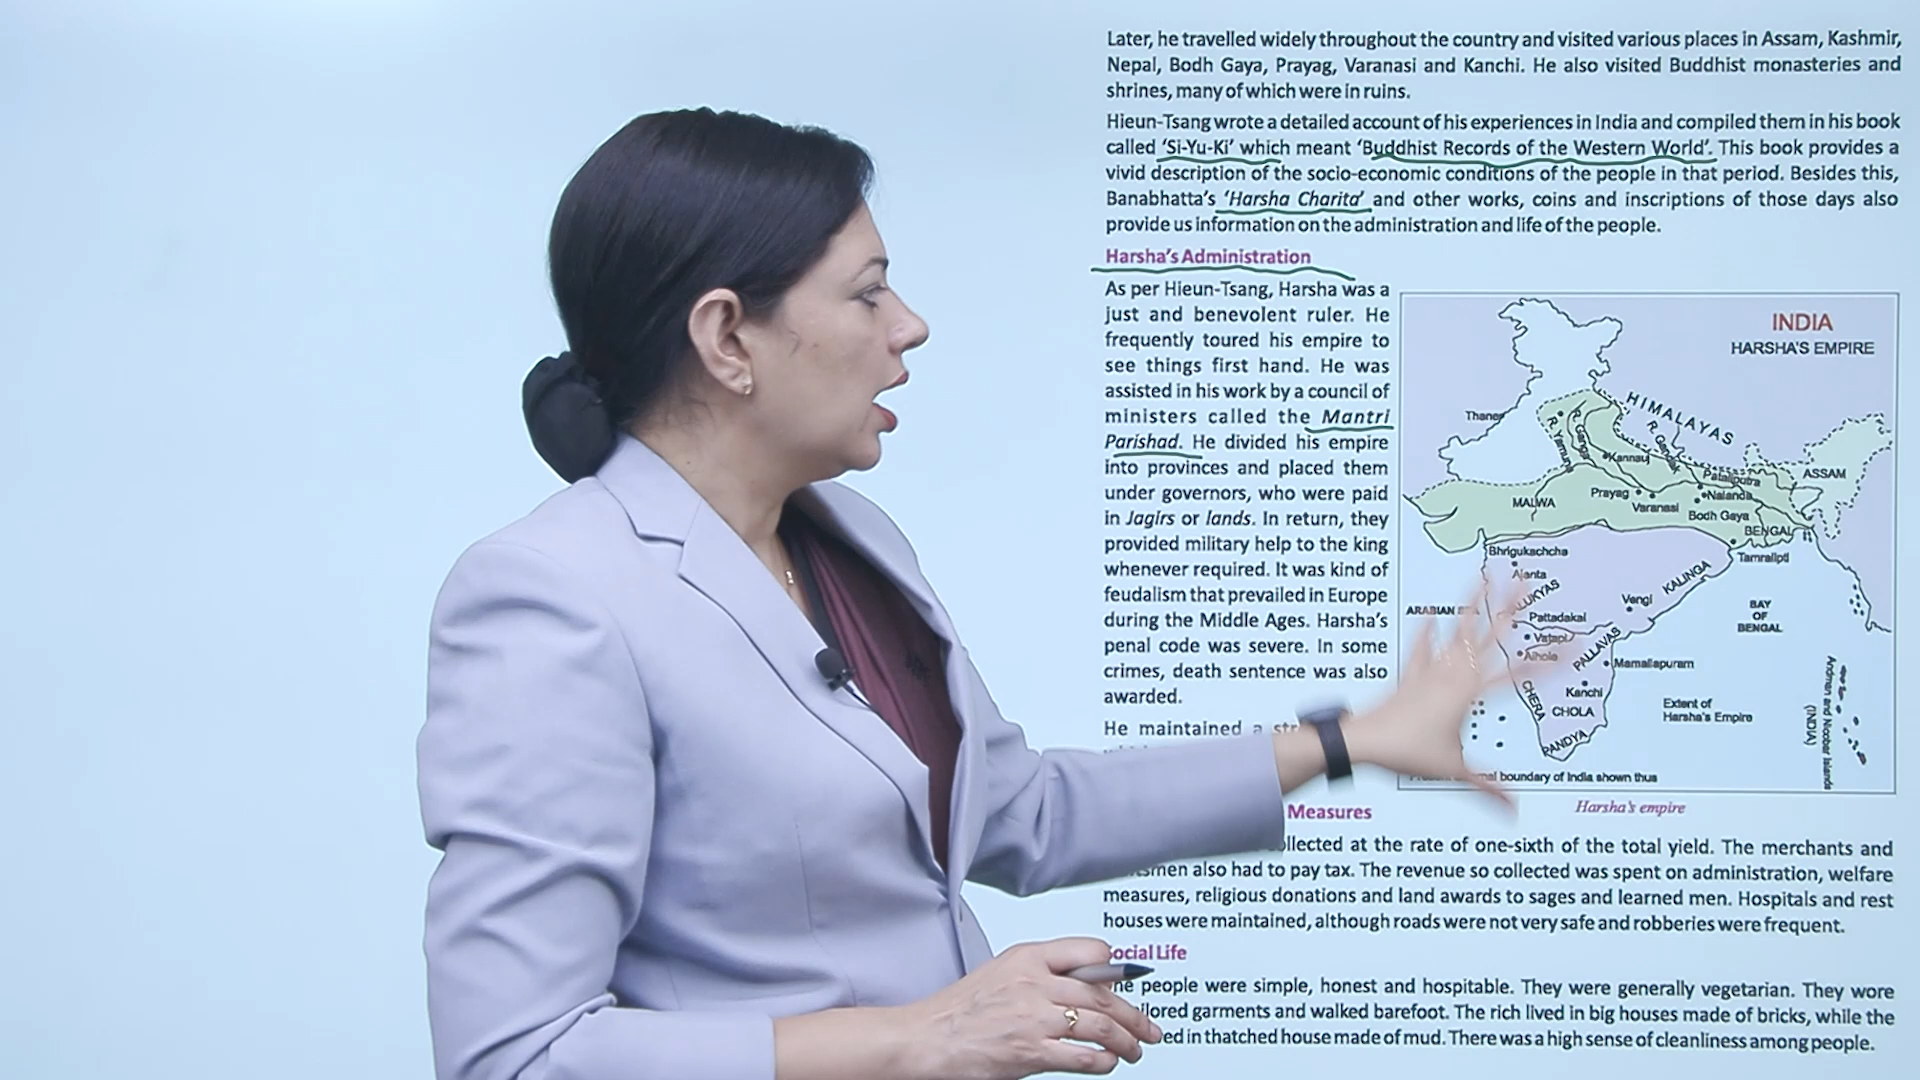 Later, he travelled widely throughout the country and visited various places in Assam, Kashmir,
Nepal, Bodh Gaya, Prayag, Varanasi and Kanchi. He also visited Buddhist monasteries and
shrines, many of which were in ruins.
Hieun-Tsang wrote a detailed account of his experiences in India and compiled them in his book
called ‘Si-Yu-Ki’ which meant ‘Buddhist Records of the Western World’. This book provides a
vivid description of the socio-economic conditions of the people in that period. Besides this,
Banabhatta’s ‘Harsha Charita’ and other works, coins and inscriptions of those days also
provide us information on the administration and life of the people.
Harsha’s Administration
As per Hieun-Tsang, Harsha was a
just and benevolent ruler. He
frequently toured his empire to
see things first hand. He was
assisted in his work by a council of
ministers called the Mantri
Parishad. He divided his empire
into provinces and placed them
under governors, who were paid
in Jagirs or lands. In return, they
provided military help to the king
whenever required. It was kind of
feudalism that prevailed in Europe
during the Middle Ages. Harsha’s
penal code was severe. In some
crimes, death sentence was also
awarded.
He maintained a
INDIA
HARSHA'S EMPIRE
HIMALAYAS
R. Yamuna
R. Ganga
R. Gandak
Kannauj
Pataliputra
ASSAM
MALWA
Prayag
Nalanda
Varanasi
Bodh Gaya
BENGAL
Bhrigukachcha
Tamralipti
Ajanta
KALINGA
Vengi
ARABIAN
BAY
OF
BENGAL
Pattadakal
Vatapi
Aihole
PALLAVAS
Mamallapuram
Kanchi
CHERA
CHOLA
PANDYA
Extent of
Harsha's Empire
Andman and Nicobar Islands
(INDIA)
boundary of India shown thus
Harsha's empire
Measures
at the rate of one-sixth of the total yield. The merchants and
also had to pay tax. The revenue so collected was spent on administration, welfare
measures, religious donations and land awards to sages and learned men. Hospitals and rest
houses were maintained, although roads were not very safe and robberies were frequent.
Social Life
people were simple, honest and hospitable. They were generally vegetarian. They wore
garments and walked barefoot. The rich lived in big houses made of bricks, while the
in thatched house made of mud. There was a high sense of cleanliness among people.